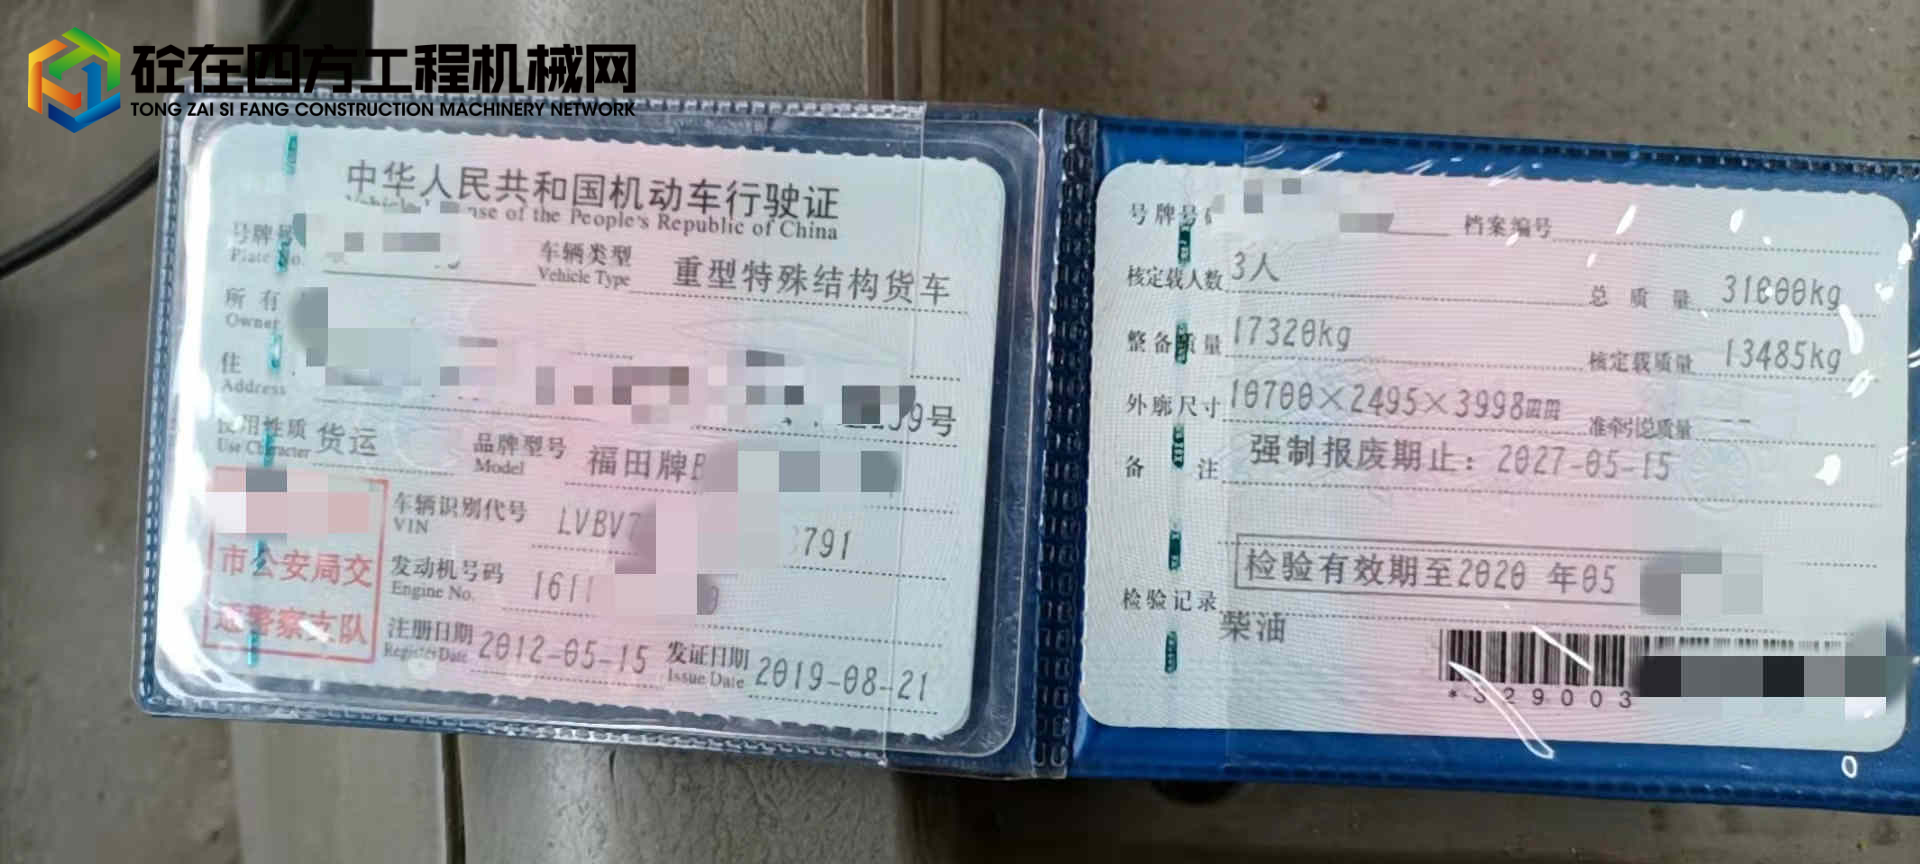 砼在四方工程机械网
TONG ZAI SI FANG CONSTRUCTION MACHINERY NETWORK
中华人民共和国机动车行驶证
of the People's Republic of China
号牌
Plate No.
车辆类型
Vehicle Type
重型特殊结构货车
所有
Owner
住
Address
99号
使用性质
Use Character
货运
品牌型号
Model
福田牌B
市公安局交
通警察支队
车辆识别代号
VIN
LVBV7
791
发动机号码
Engine No.
1611
注册日期
Register Date
2012-05-15
发证日期
Issue Date
2019-08-21
号牌号
档案编号
核定载人数
3人
总质量
31000kg
整备质量
17320kg
核定载质量
13485kg
外廓尺寸
10700×2495×3998mm
准牵引总质量
--
备注
强制报废期止：2027-05-15
检验有效期至2020 年05
检验记录
柴油
*329003